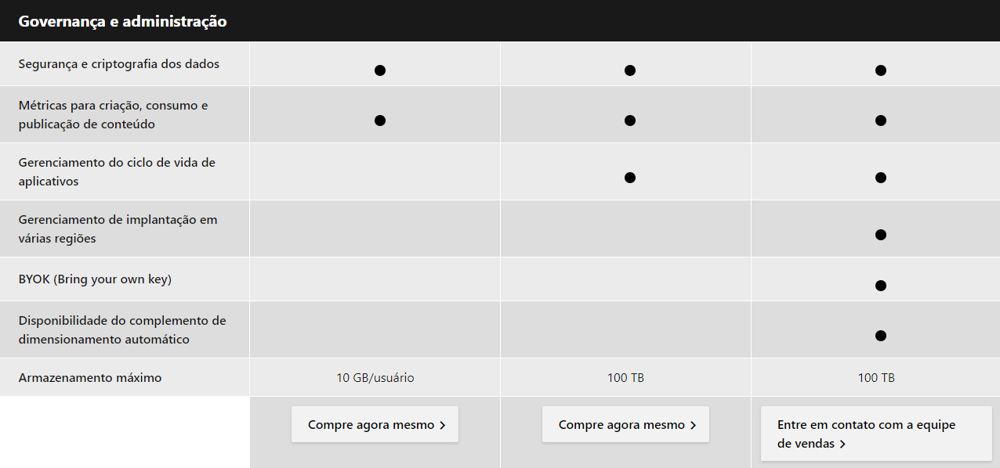 Governança e administração
Segurança e criptografia dos dados
Métricas para criação, consumo e
publicação de conteúdo
Gerenciamento do ciclo de vida de
aplicativos
Gerenciamento de implantação em
várias regiões
BYOK (Bring your own key)
Disponibilidade do complemento de
dimensionamento automático
Armazenamento máximo
10 GB/usuário
100 TB
100 TB
Compre agora mesmo
Compre agora mesmo
Entre em contato com a equipe
de vendas